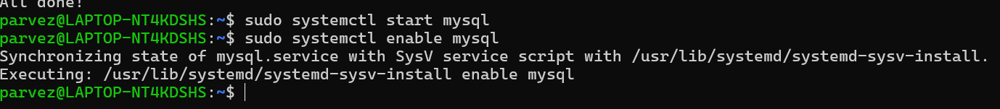 All done!
parvez@LAPTOP-NT4KDSHS:~$ sudo systemctl start mysql
parvez@LAPTOP-NT4KDSHS:~$ sudo systemctl enable mysql
Synchronizing state of mysql.service with SysV service script with /usr/lib/systemd/systemd-sysv-install.
Executing: /usr/lib/systemd/systemd-sysv-install enable mysql
parvez@LAPTOP-NT4KDSHS:~$